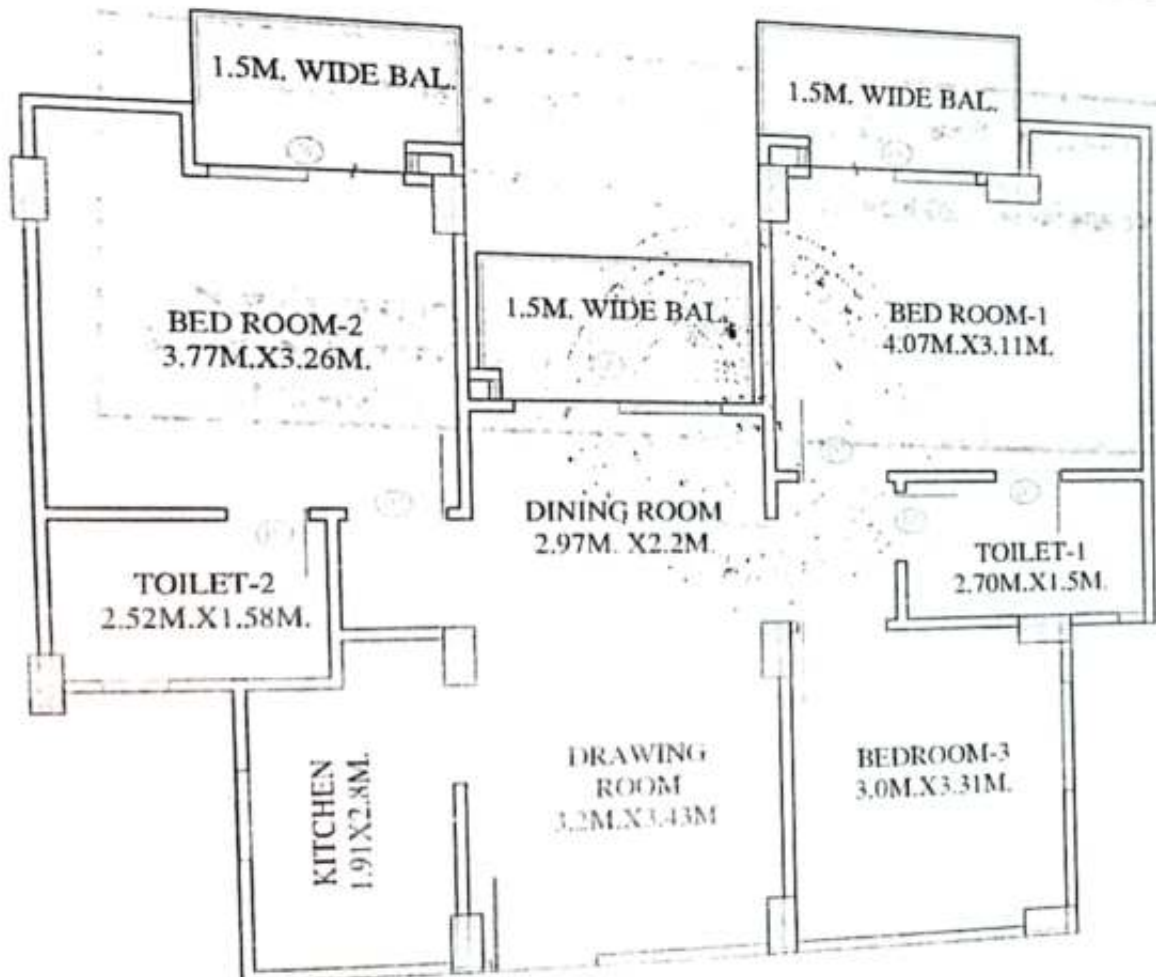 1.5M. WIDE BAL.
1.5M. WIDE BAL.
BED ROOM-2
3.77M.X3.26M.
1.5M. WIDE BAL.
BED ROOM-1
4.07M.X3.11M.
DINING ROOM
2.97M. X2.2M.
TOILET-1
2.70M.X1.5M.
TOILET-2
2.52M.X1.58M.
KITCHEN
1.91X2.8M.
DRAWING
ROOM
3.2M.X3.43M
BEDROOM-3
3.0M.X3.31M.